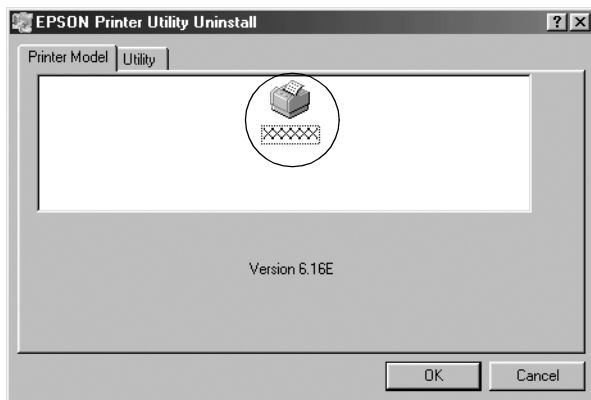 EPSON Printer Utility Uninstall
Printer Model
Utility
Version 6.16E
OK
Cancel